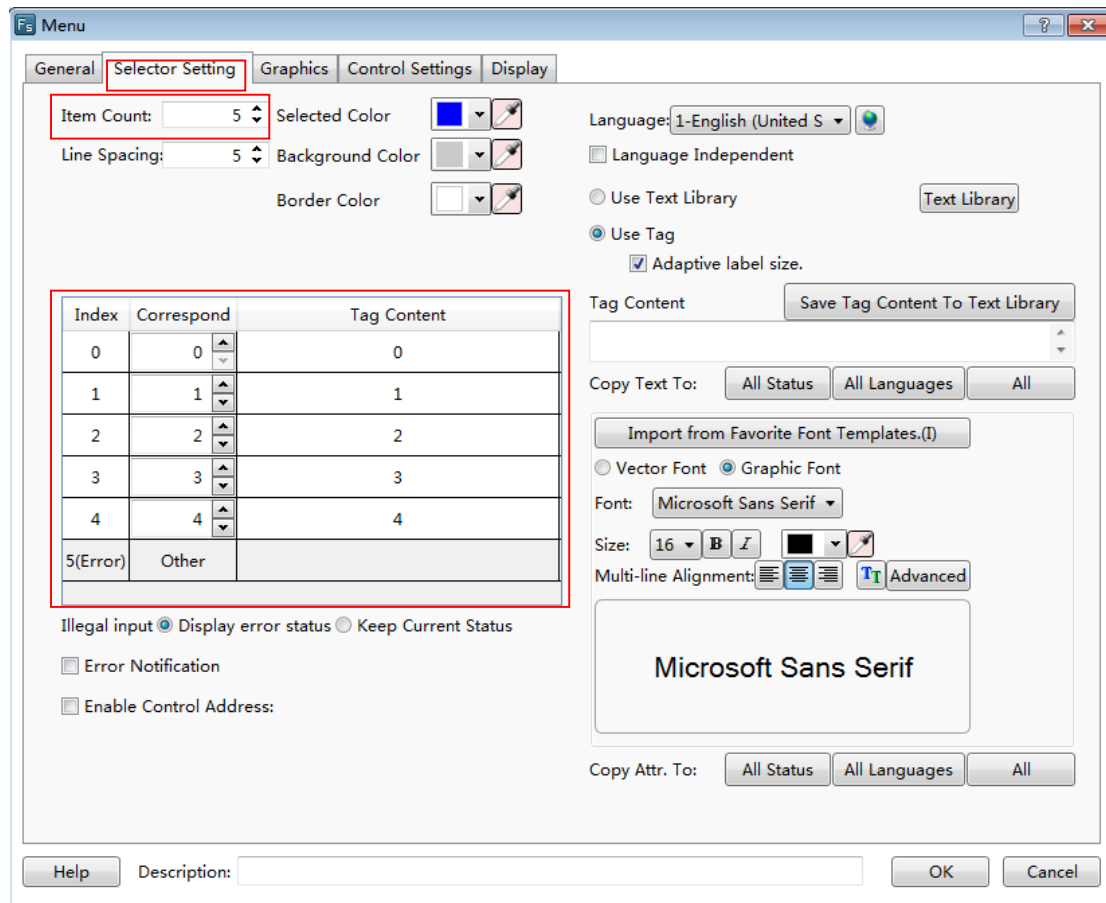 F5 Menu ?
General Selector Setting Graphics Control Settings Display
Item Count: 5 Selected Color
Line Spacing: 5 Background Color
Border Color
Language: 1-English (United S
Language Independent
Use Text Library Text Library
Use Tag
Adaptive label size.
Index Correspond Tag Content
0 0 0
1 1 1
2 2 2
3 3 3
4 4 4
5(Error) Other
Illegal input Display error status Keep Current Status
Error Notification
Enable Control Address:
Tag Content Save Tag Content To Text Library
Copy Text To: All Status All Languages All
Import from Favorite Font Templates.(I)
Vector Font Graphic Font
Font: Microsoft Sans Serif
Size: 16 B I
Multi-line Alignment: TT Advanced
Microsoft Sans Serif
Copy Attr. To: All Status All Languages All
Help Description: OK Cancel